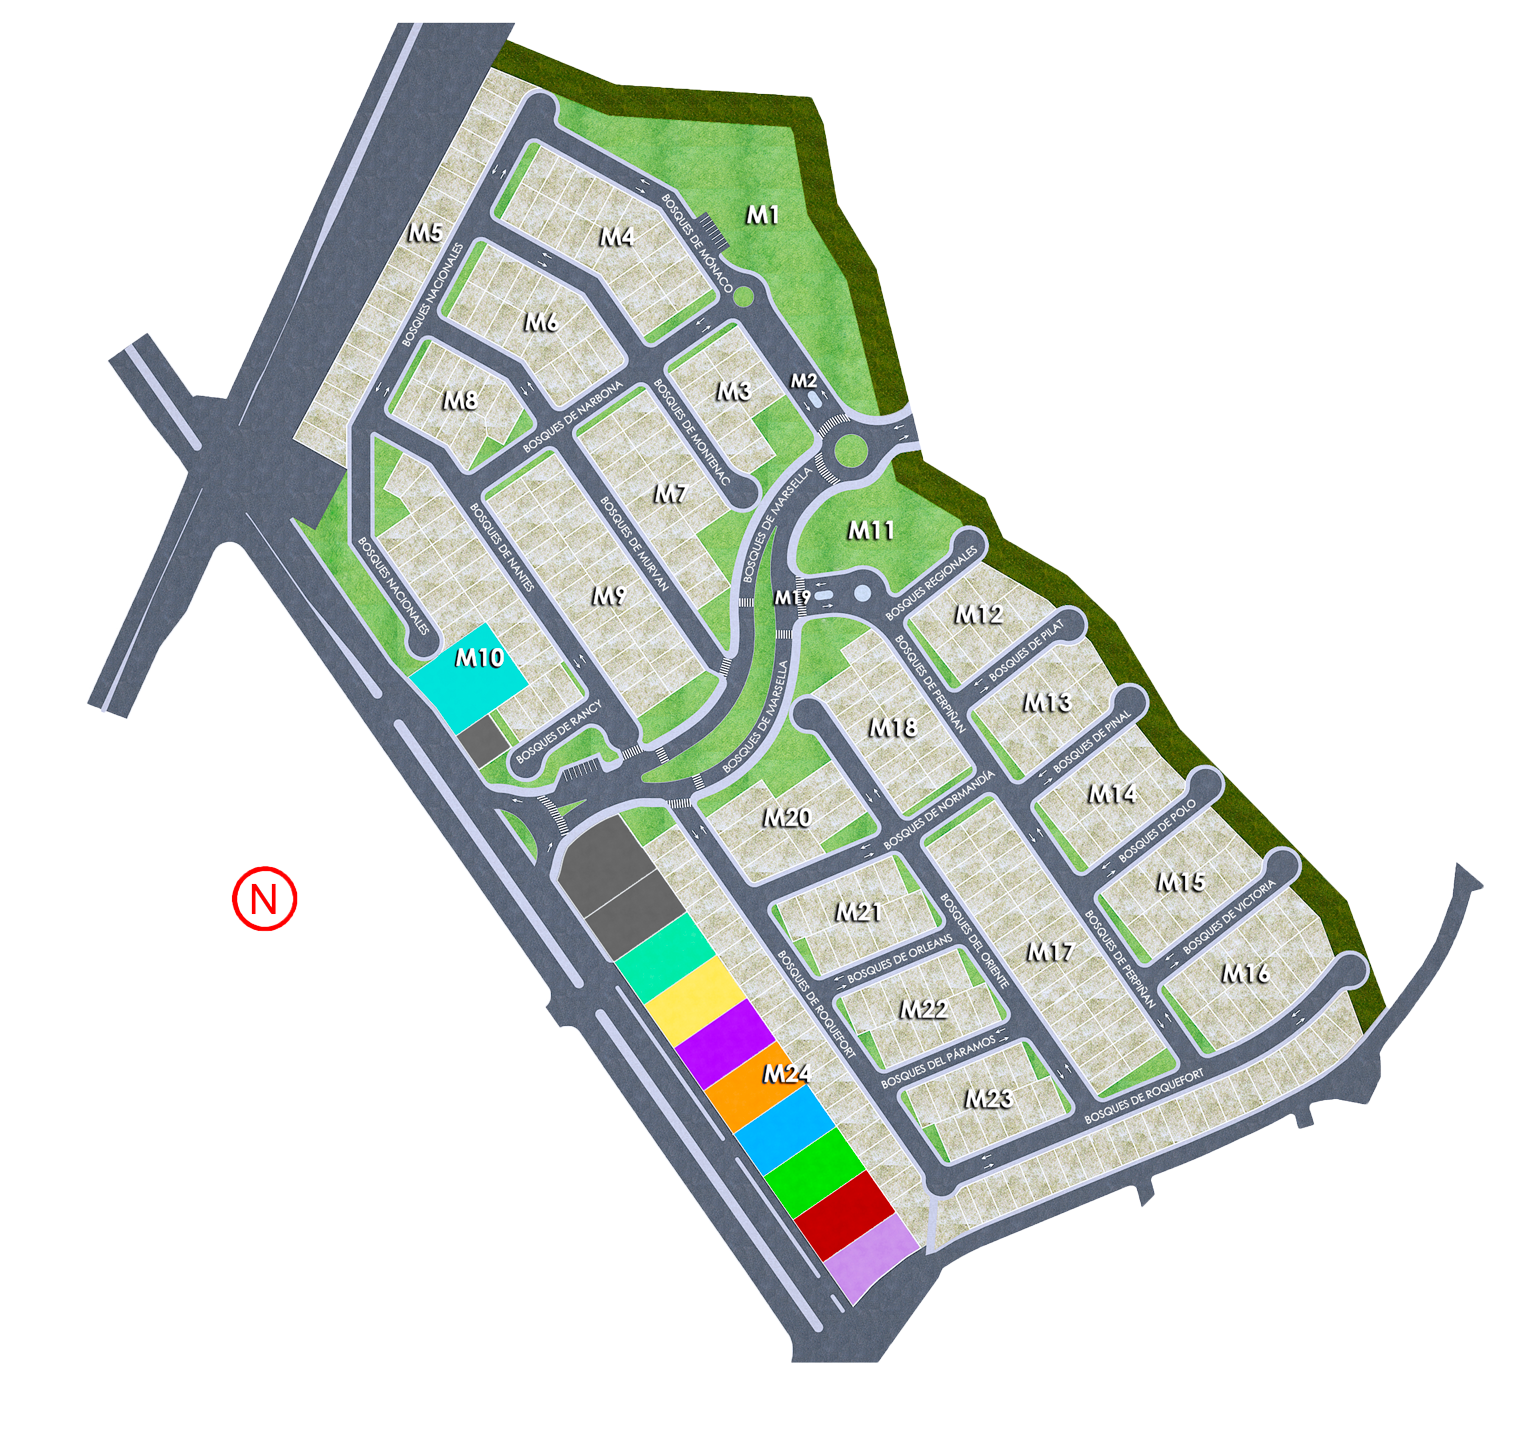 M1
M5
M4
BOSQUES DE MÓNACO
BOSQUES NACIONALES
M6
M2
M3
M8
BOSQUES DE NARBONA
BOSQUES DE MONTENAC
M7
BOSQUES DE MARSELLA
M11
BOSQUES DE NANTES
BOSQUES DE MURVAN
BOSQUES NACIONALES
M9
M19
BOSQUES REGIONALES
M12
BOSQUES DE PILAT
M10
BOSQUES DE PERPIÑAN
BOSQUES DE MARSELLA
M13
M18
BOSQUES DE RANCY
BOSQUES DE PINAL
M14
M20
BOSQUES DE NORMANDÍA
BOSQUES DE POLO
M15
N
M21
BOSQUES DEL ORIENTE
BOSQUES DE VICTORIA
M17
BOSQUES DE ORLEANS
BOSQUES DE PERPIÑAN
M16
BOSQUES DE ROQUEFORT
M22
BOSQUES DEL PÁRAMOS
M24
M23
BOSQUES DE ROQUEFORT